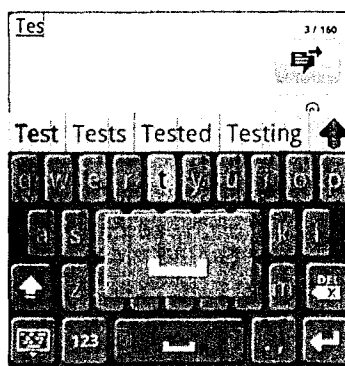 Tes
3 / 160
Test Tests Tested Testing
q w e r t y u i o p
a s k l
z DEL
123 . ,